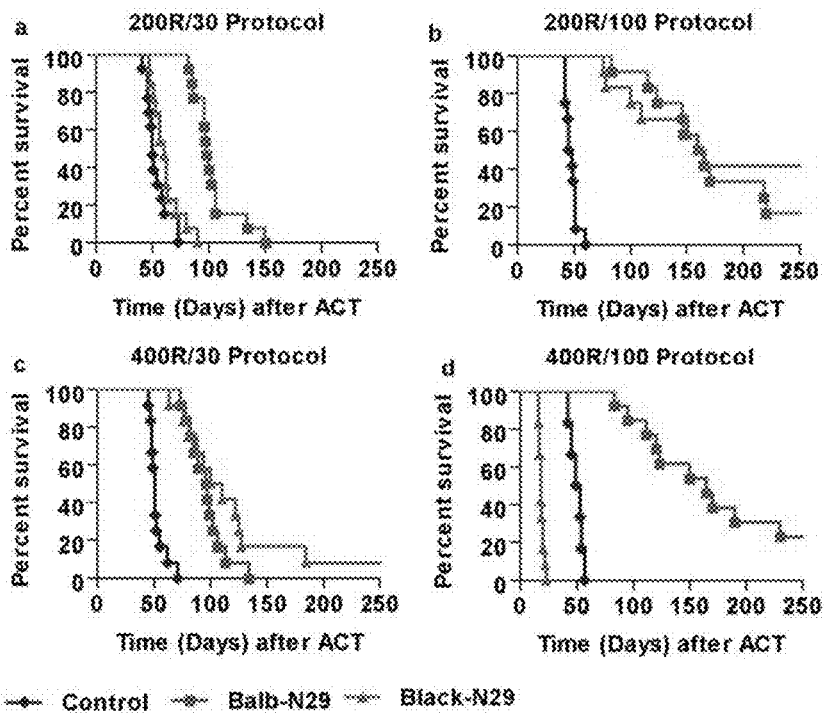 a 200R/30 Protocol
b 200R/100 Protocol
Percent survival
100
80
60
40
20
0
0 50 100 150 200 250
Time (Days) after ACT
Percent survival
100
80
60
40
20
0
0 50 100 150 200 250
Time (Days) after ACT
c 400R/30 Protocol
d 400R/100 Protocol
Percent survival
100
80
60
40
20
0
0 50 100 150 200 250
Time (Days) after ACT
Percent survival
100
80
60
40
20
0
0 50 100 150 200 250
Time (Days) after ACT
Control Balb-N29 Black-N29